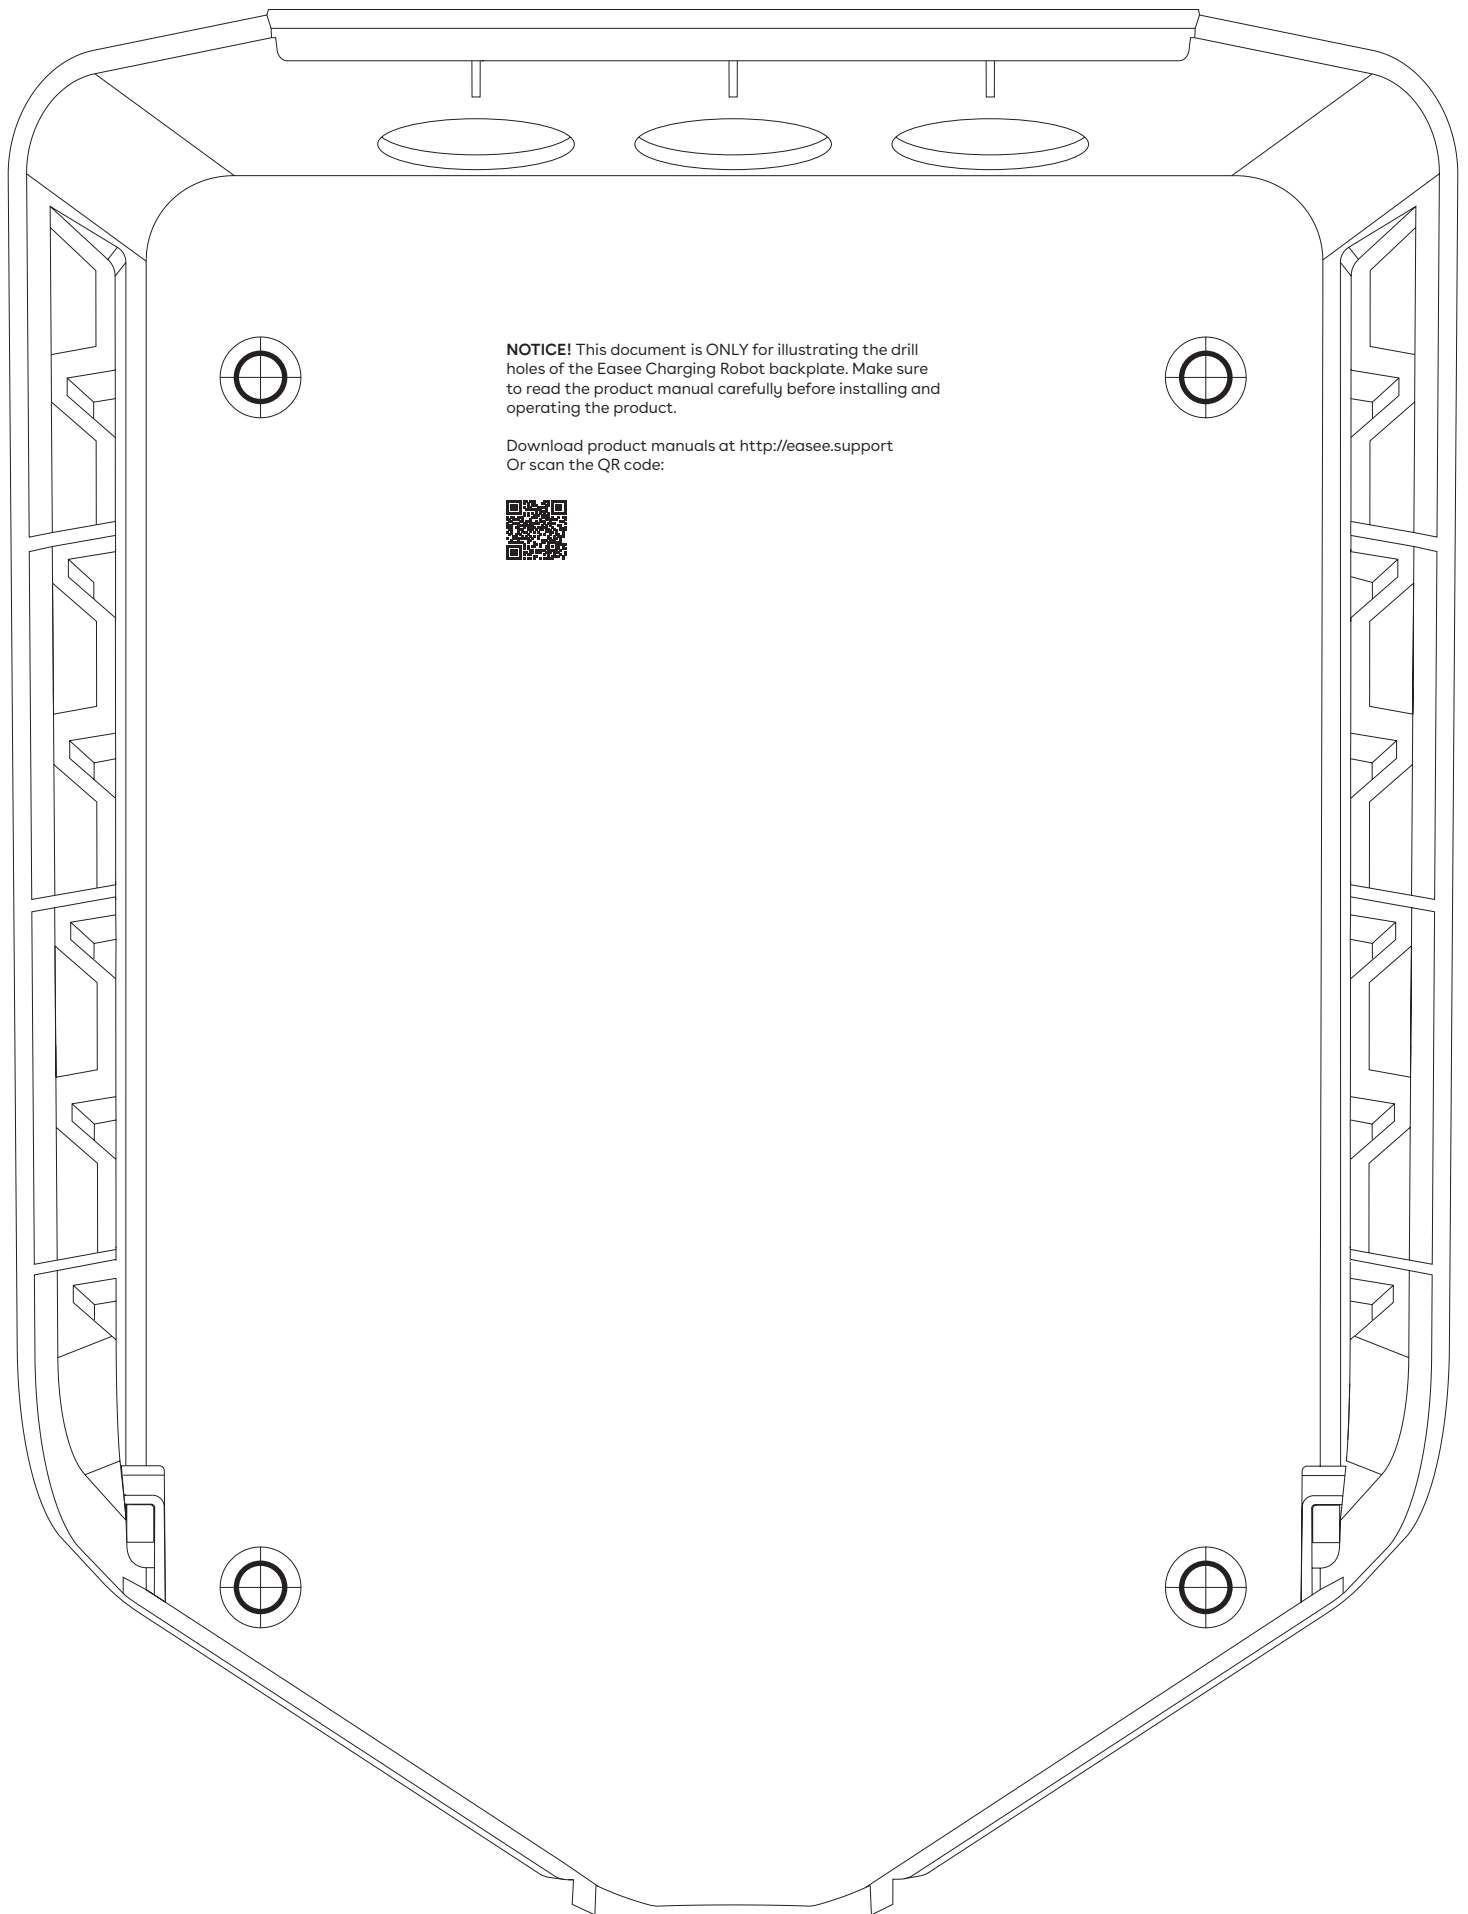 NOTICE! This document is ONLY for illustrating the drill
holes of the Easee Charging Robot backplate. Make sure
to read the product manual carefully before installing and
operating the product.
Download product manuals at http://easee.support
Or scan the QR code: